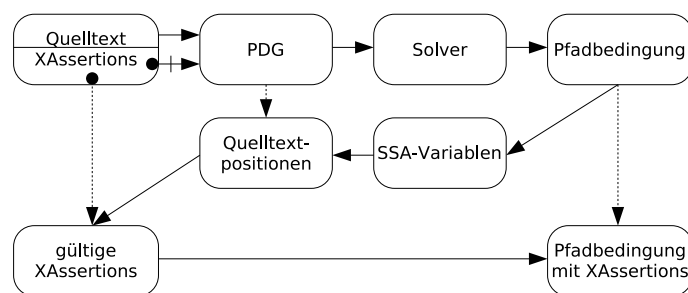 Quelltext
XAssertions
PDG
Solver
Pfadbedingung
Quelltext-
positionen
SSA-Variablen
gültige
XAssertions
Pfadbedingung
mit XAssertions